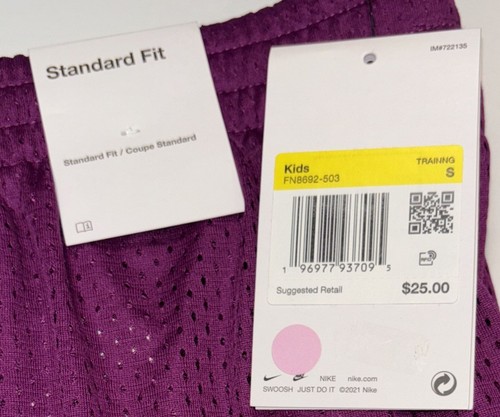 Standard Fit
Standard Fit / Coupe Standard
IM#722135
Kids
TRAINING
FN8692-503
S
1 96977 93709 5
Suggested Retail
$25.00
NIKE
nike.com
SWOOSH JUST DO IT ©2021 Nike